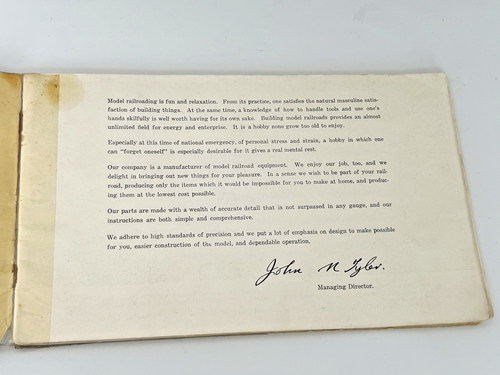 Model railroading is fun and relaxation. From its practice, one satisfies the natural masculine satis-
faction of building things. At the same time, a knowledge of how to handle tools and use one's
hands skilfully is well worth having for its own sake. Building model railroads provides an almost
unlimited field for energy and enterprise. It is a hobby none grow too old to enjoy.
Especially at this time of national emergency, of personal stress and strain, a hobby in which one
can "forget oneself" is especially desirable for it gives a real mental rest.
Our company is a manufacturer of model railroad equipment. We enjoy our job, too, and we
delight in bringing out new things for your pleasure. In a sense we wish to be part of your rail-
road, producing only the items which it would be impossible for you to make at home, and produc-
ing them at the lowest cost possible.
Our parts are made with a wealth of accurate detail that is not surpassed in any gauge, and our
instructions are both simple and comprehensive.
We adhere to high standards of precision and we put a lot of emphasis on design to make possible
for you, easier construction of the model, and dependable operation.
John N Tyler.
Managing Director.